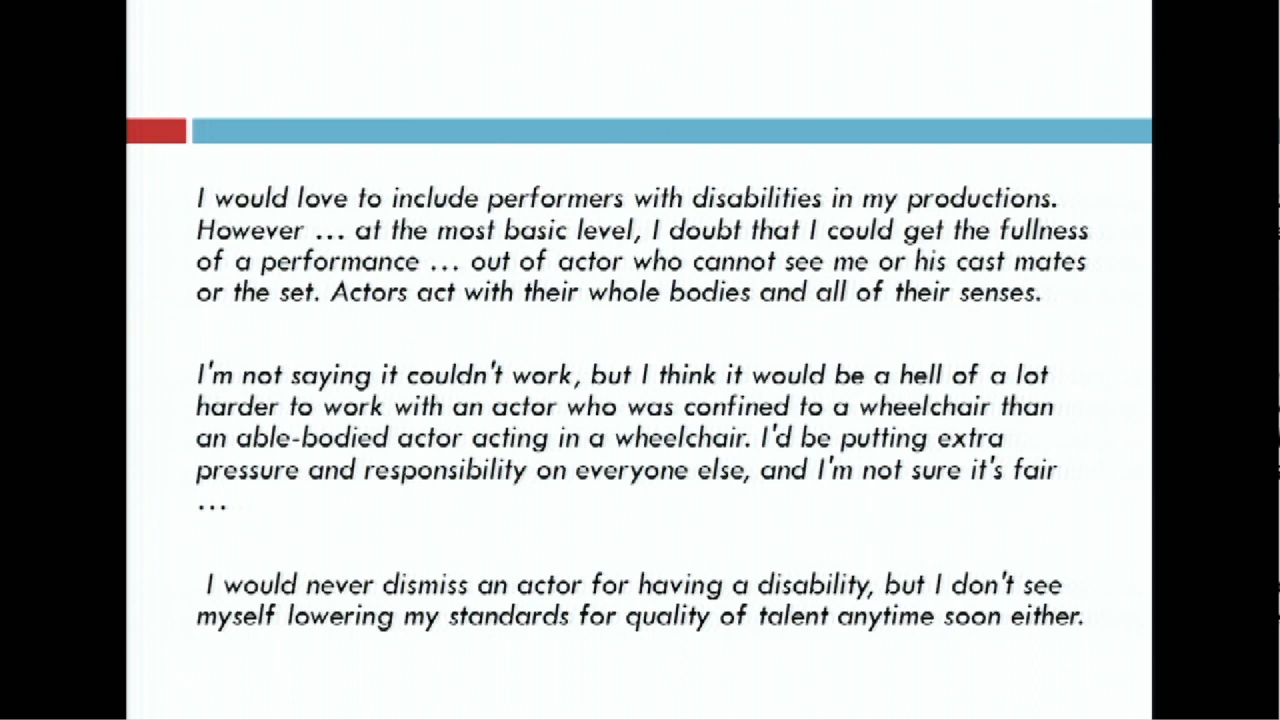 I would love to include performers with disabilities in my productions.
However … at the most basic level, I doubt that I could get the fullness
of a performance … out of actor who cannot see me or his cast mates
or the set. Actors act with their whole bodies and all of their senses.
I'm not saying it couldn't work, but I think it would be a hell of a lot
harder to work with an actor who was confined to a wheelchair than
an able-bodied actor acting in a wheelchair. I'd be putting extra
pressure and responsibility on everyone else, and I'm not sure it's fair
…
I would never dismiss an actor for having a disability, but I don't see
myself lowering my standards for quality of talent anytime soon either.